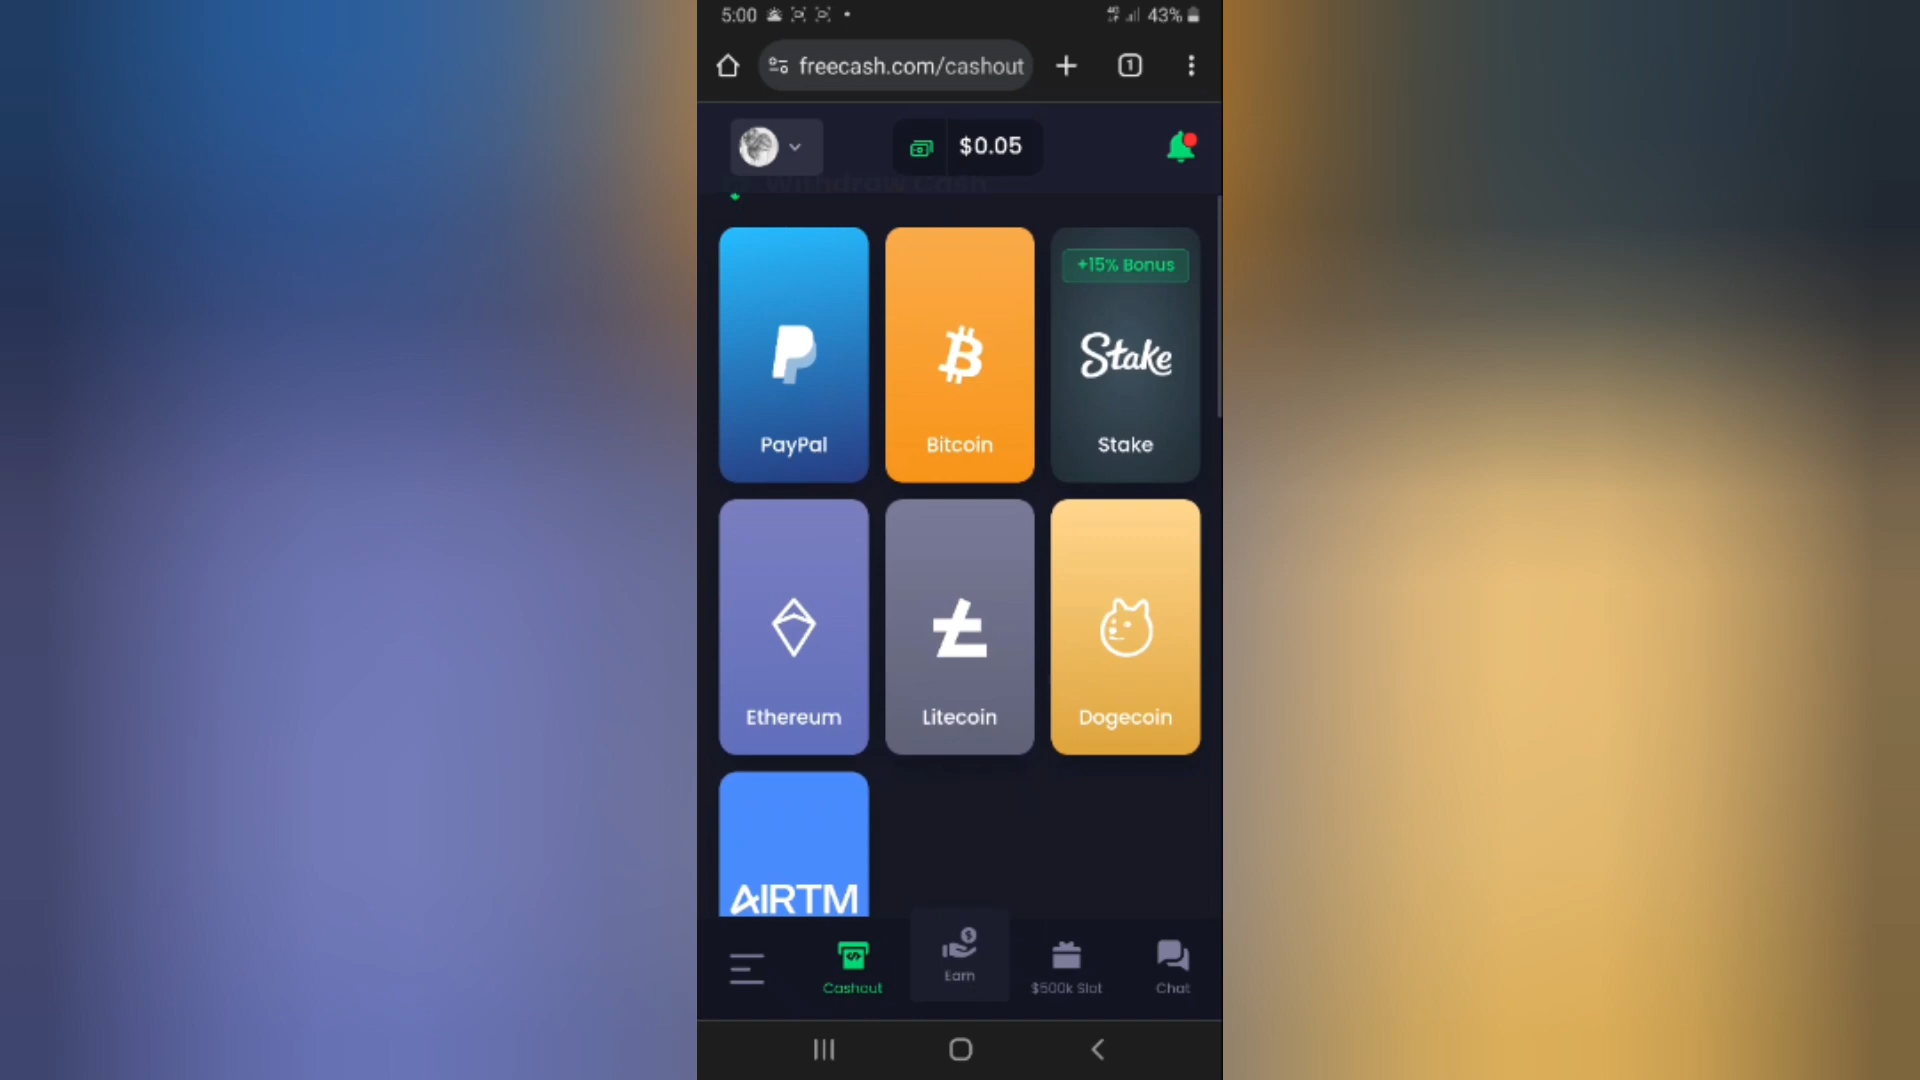 5:00 43%
freecash.com/cashout 1
$0.05
Withdraw Cash
+15% Bonus
Stake
PayPal Bitcoin Stake
Ethereum Litecoin Dogecoin
AIRTM
Cashout Earn $500k Slot Chat